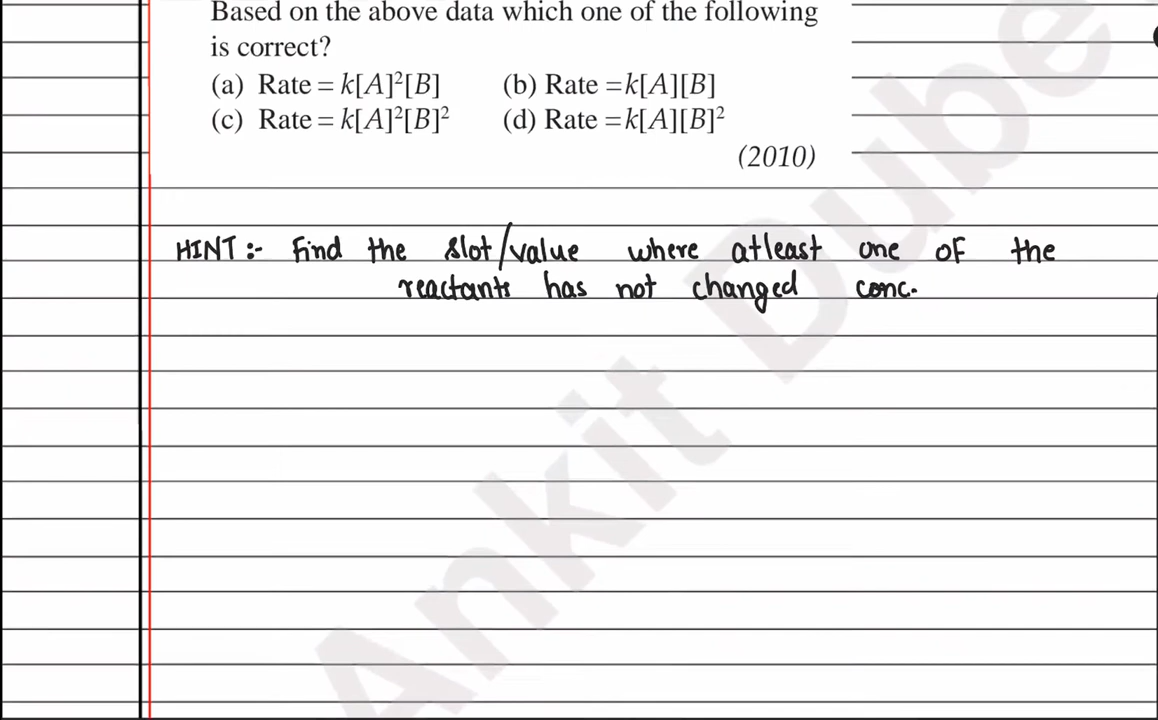 Based on the above data which one of the following
is correct?
(a) Rate = k[A]²[B] (b) Rate =k[A][B]
(c) Rate = k[A]²[B]² (d) Rate =k[A][B]²
(2010)
HINT :- Find the slot/value where atleast one of the
reactants has not changed conc.
Ankit Dube